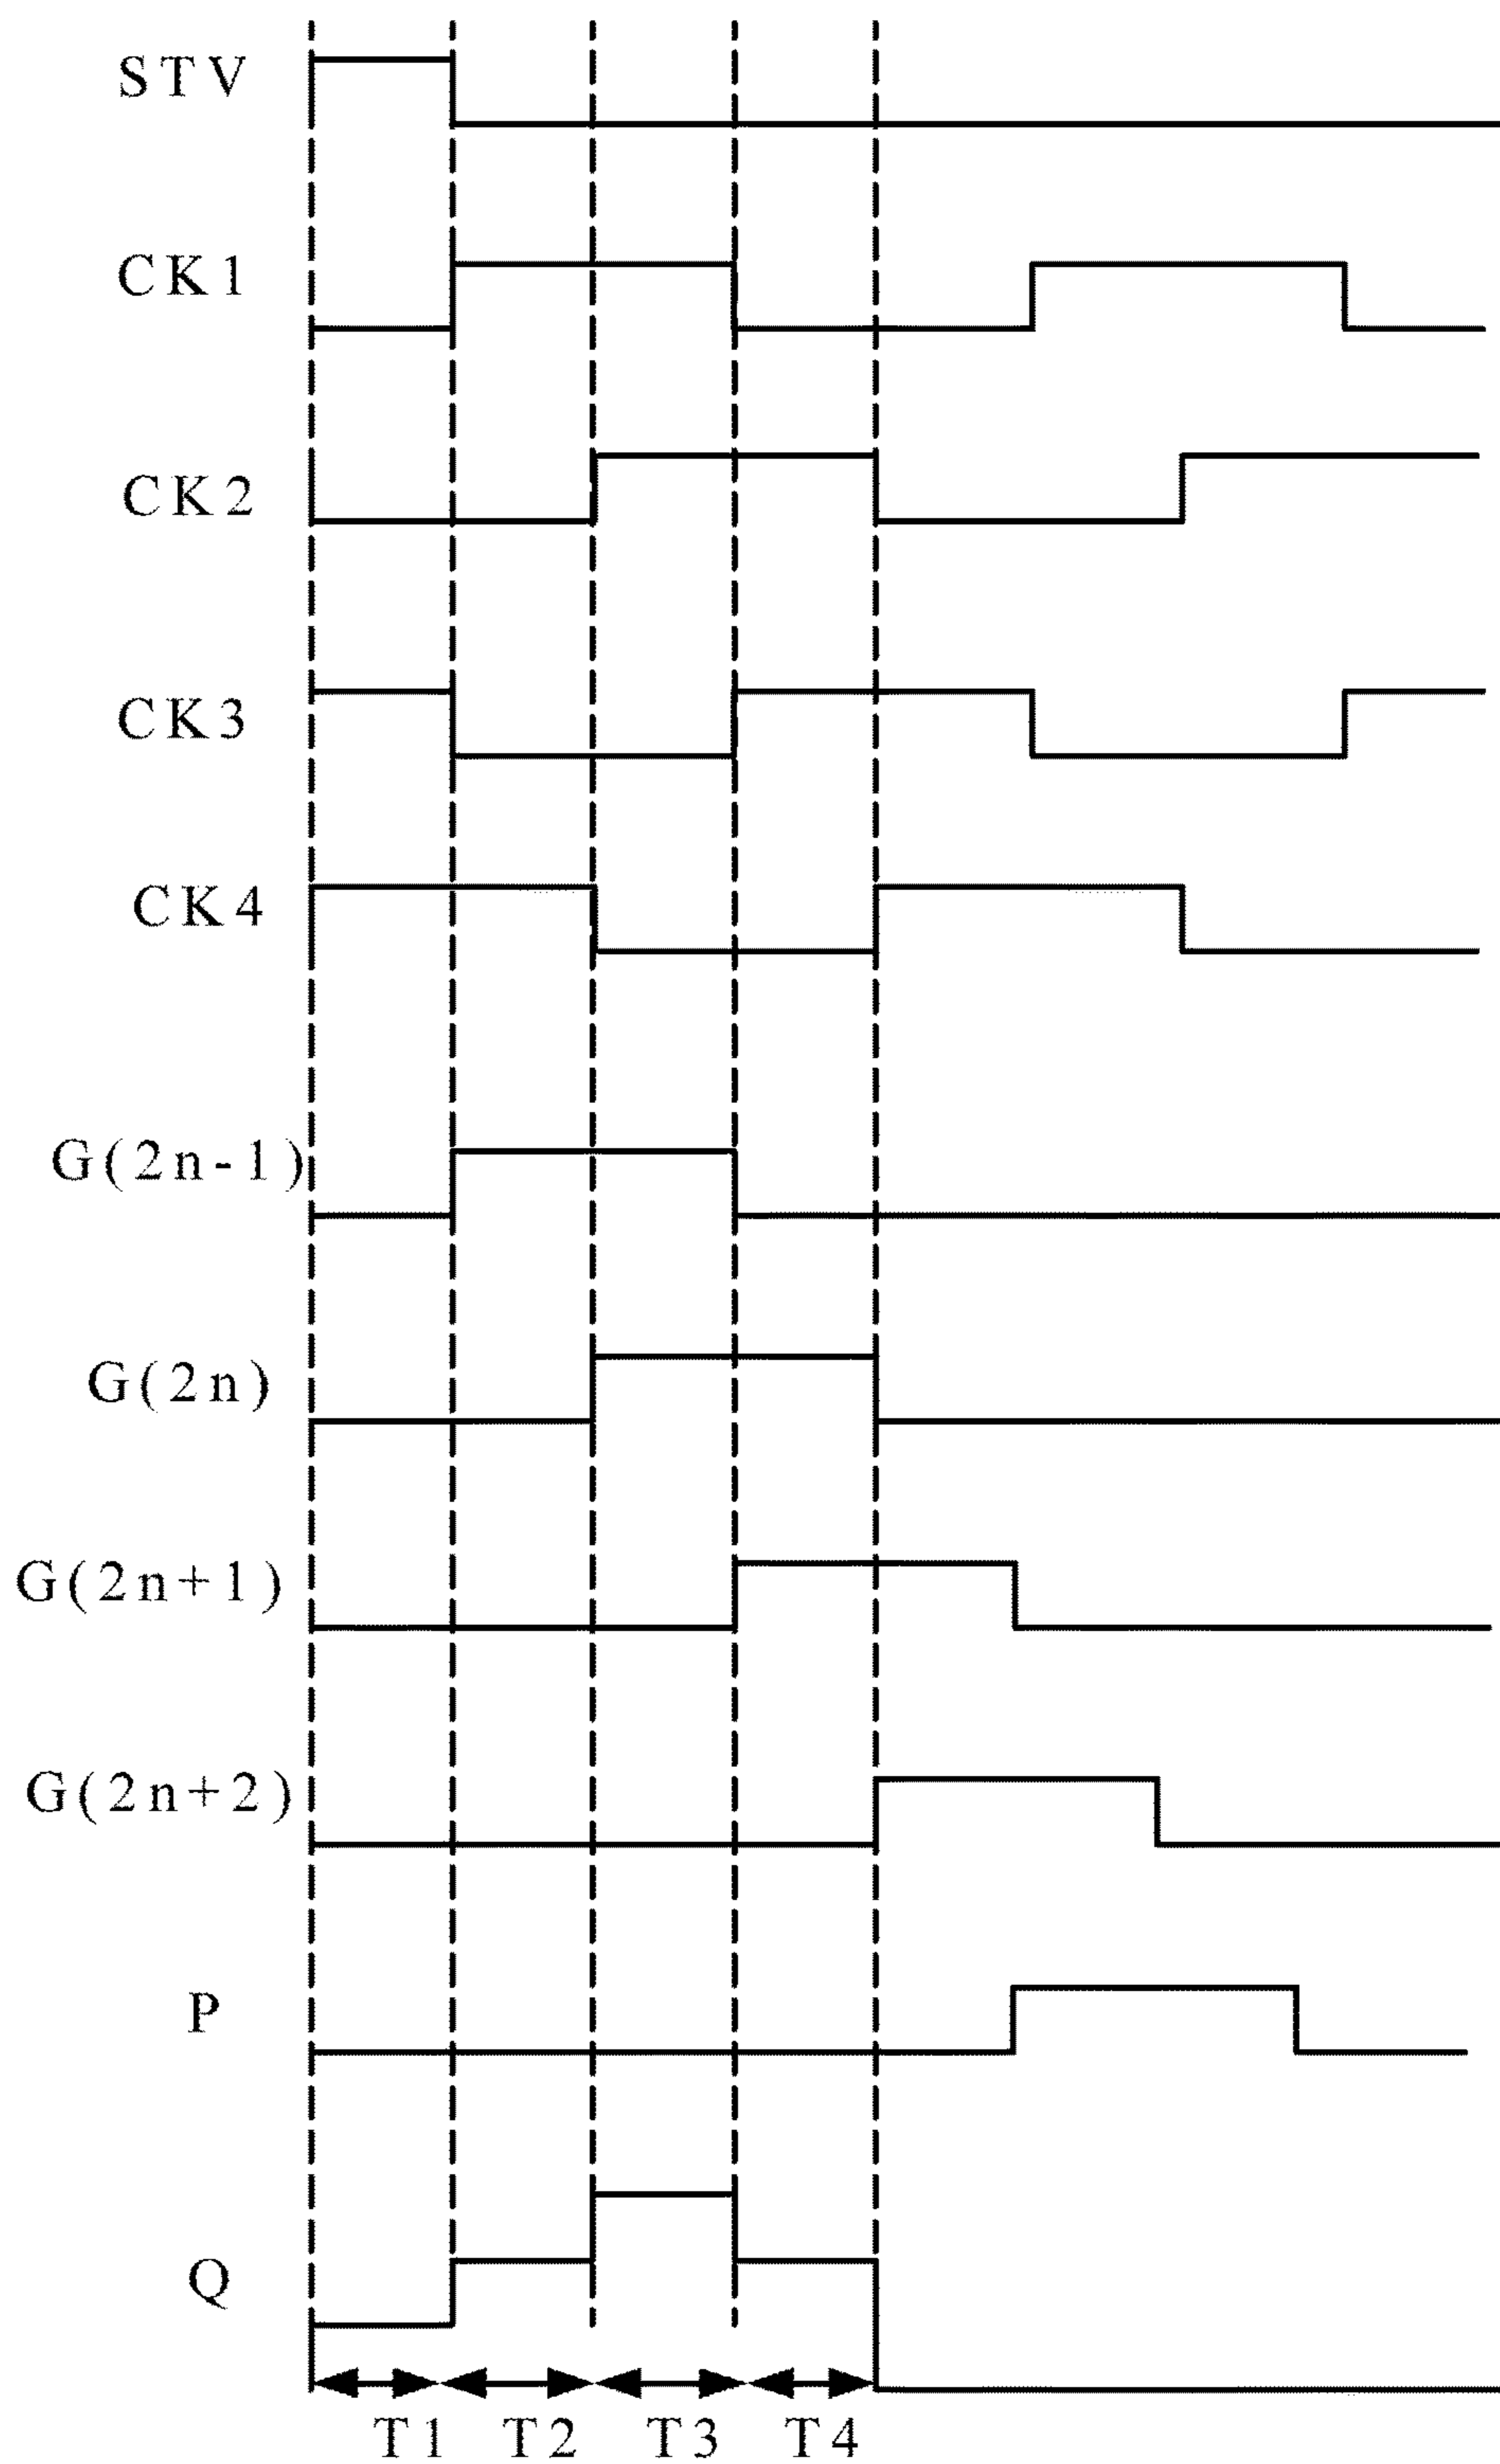 STV
CK1
CK2
CK3
CK4
G(2n-1)
G(2n)
G(2n+1)
G(2n+2)
P
Q
T1 T2 T3 T4